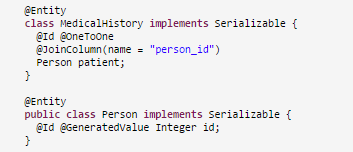 @Entity
class MedicalHistory implements Serializable {
@Id @OneToOne
@JoinColumn(name = "person_id")
Person patient;
}
@Entity
public class Person implements Serializable {
@Id @GeneratedValue Integer id;
}